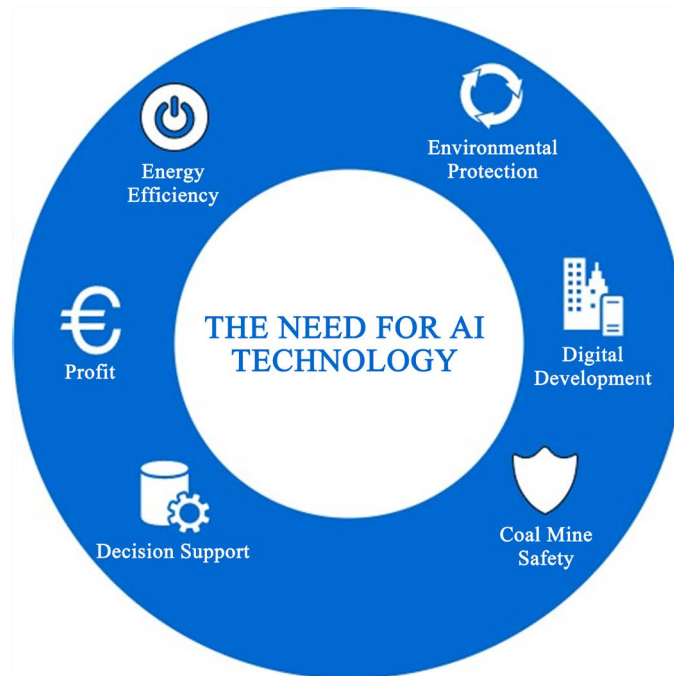 Energy
Efficiency
Environmental
Protection
THE NEED FOR AI
TECHNOLOGY
Profit
Digital
Development
Decision Support
Coal Mine
Safety